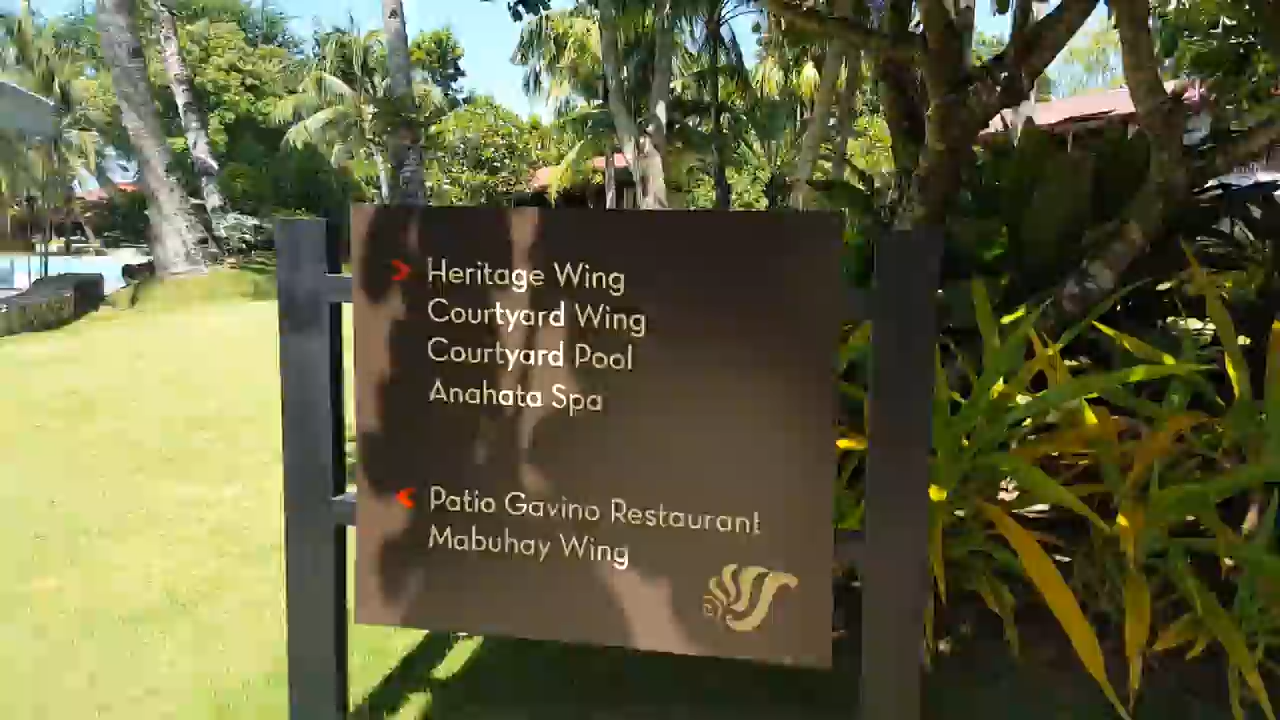 Heritage Wing
Courtyard Wing
Courtyard Pool
Anahata Spa
Patio Gavino Restaurant
Mabuhay Wing